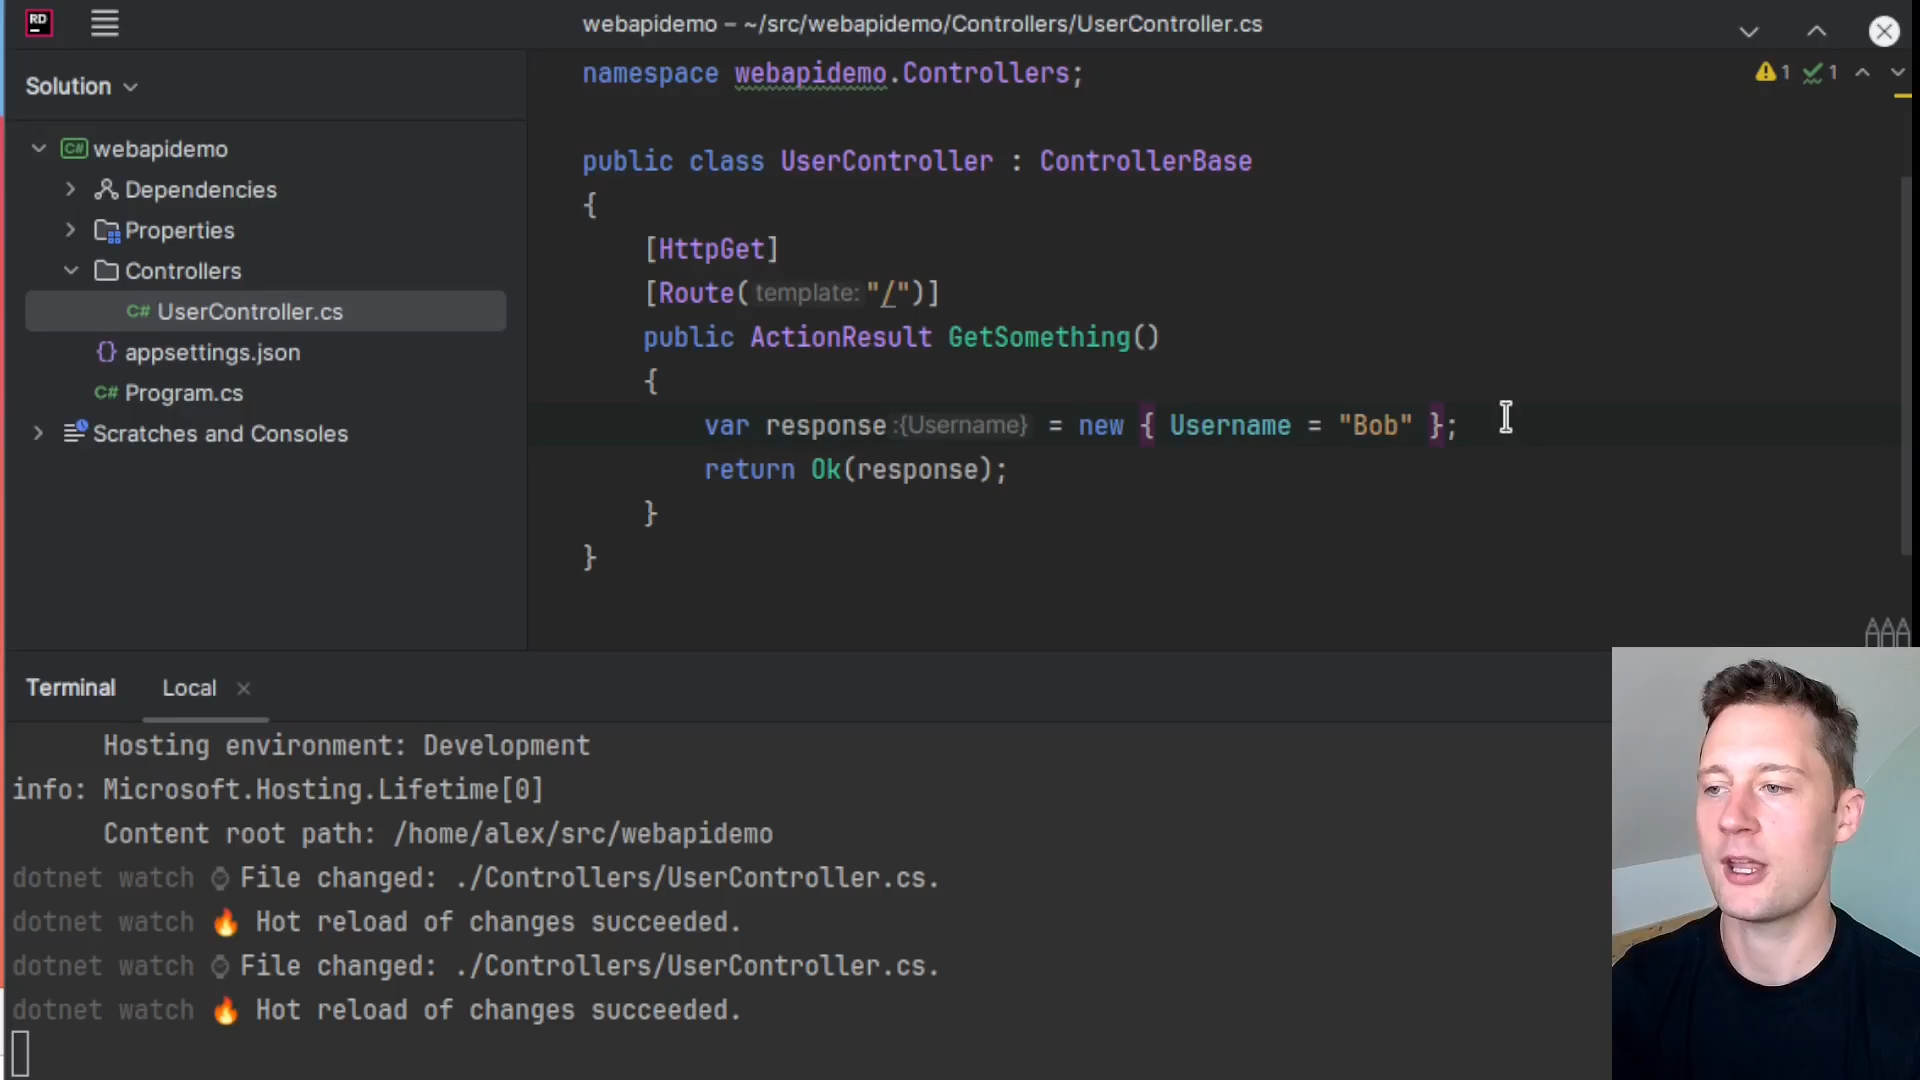 RD
webapidemo – ~/src/webapidemo/Controllers/UserController.cs
Solution
webapidemo
Dependencies
Properties
Controllers
C# UserController.cs
{} appsettings.json
C# Program.cs
Scratches and Consoles
namespace webapidemo.Controllers;
1 1
public class UserController : ControllerBase
{
[HttpGet]
[Route( template: "/")]
public ActionResult GetSomething()
{
var response :{Username} = new { Username = "Bob" };
return Ok(response);
}
}
Terminal Local
Hosting environment: Development
info: Microsoft.Hosting.Lifetime[0]
Content root path: /home/alex/src/webapidemo
dotnet watch ⌚ File changed: ./Controllers/UserController.cs.
dotnet watch 🔥 Hot reload of changes succeeded.
dotnet watch ⌚ File changed: ./Controllers/UserController.cs.
dotnet watch 🔥 Hot reload of changes succeeded.